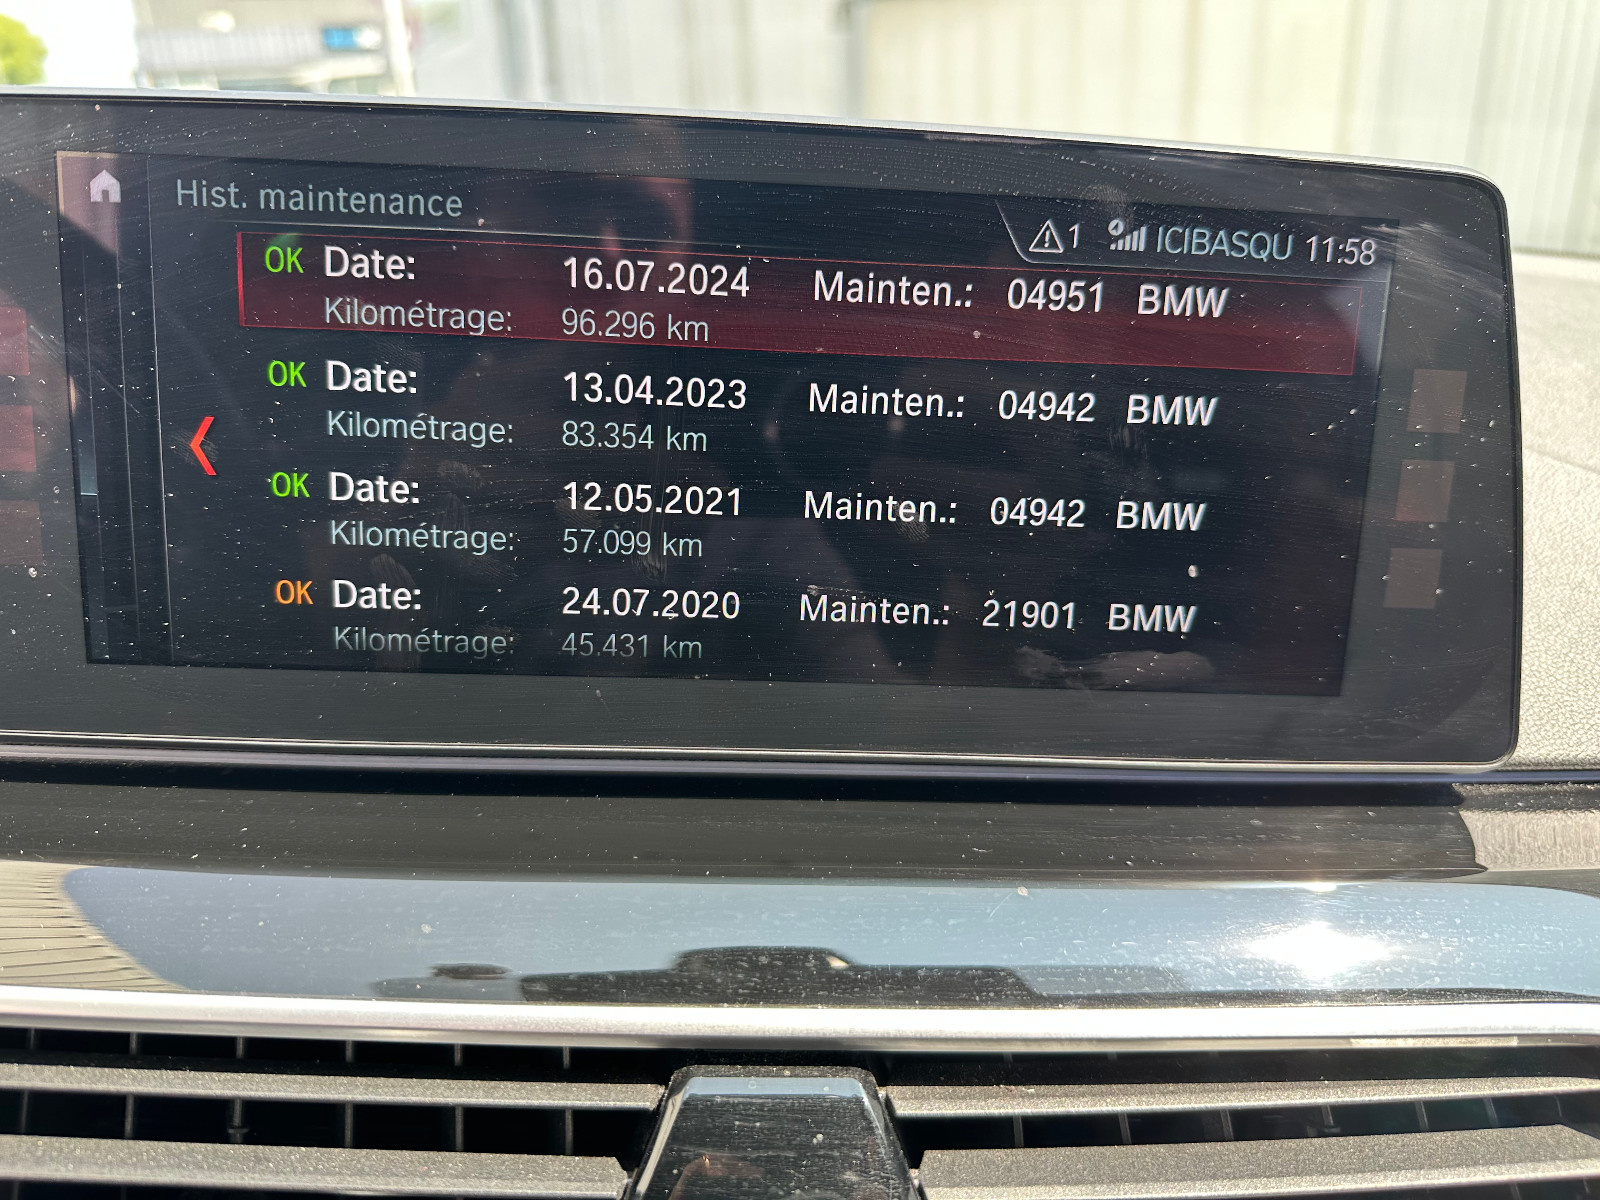 Hist. maintenance
1 ICIBASQU 11:58
OK Date: 16.07.2024 Mainten.: 04951 BMW
Kilométrage: 96.296 km
OK Date: 13.04.2023 Mainten.: 04942 BMW
Kilométrage: 83.354 km
OK Date: 12.05.2021 Mainten.: 04942 BMW
Kilométrage: 57.099 km
OK Date: 24.07.2020 Mainten.: 21901 BMW
Kilométrage: 45.431 km